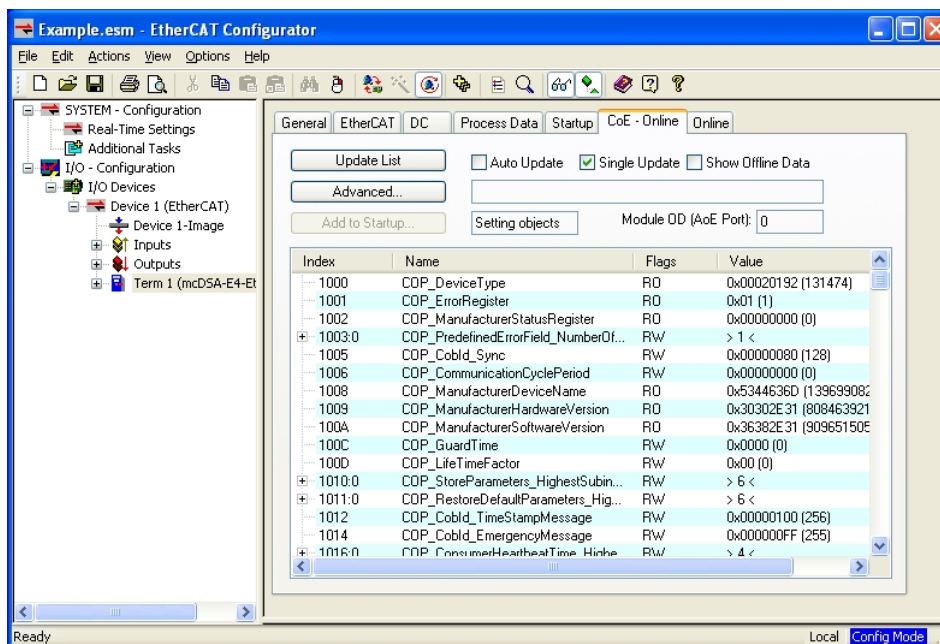 Example.esm - EtherCAT Configurator
File Edit Actions View Options Help
SYSTEM - Configuration
Real-Time Settings
Additional Tasks
I/O - Configuration
I/O Devices
Device 1 (EtherCAT)
Device 1-Image
Inputs
Outputs
Term 1 (mcDSA-E4-Et
General EtherCAT DC Process Data Startup CoE - Online Online
Update List Auto Update Single Update Show Offline Data
Advanced...
Add to Startup... Setting objects Module OD (AoE Port): 0
Index Name Flags Value
1000 COP_DeviceType RO 0x00020192 (131474)
1001 COP_ErrorRegister RO 0x01 (1)
1002 COP_ManufacturerStatusRegister RO 0x00000000 (0)
1003:0 COP_PredefinedErrorField_NumberOf... RW > 1 <
1005 COP_CobId_Sync RW 0x00000080 (128)
1006 COP_CommunicationCyclePeriod RW 0x00000000 (0)
1008 COP_ManufacturerDeviceName RO 0x5344636D (139699082
1009 COP_ManufacturerHardwareVersion RO 0x30302E31 (808463921
100A COP_ManufacturerSoftwareVersion RO 0x36382E31 (909651505
100C COP_GuardTime RW 0x0000 (0)
100D COP_LifeTimeFactor RW 0x00 (0)
1010:0 COP_StoreParameters_HighestSubin... RW > 6 <
1011:0 COP_RestoreDefaultParameters_Hig... RW > 6 <
1012 COP_CobId_TimeStampMessage RW 0x00000100 (256)
1014 COP_CobId_EmergencyMessage RW 0x000000FF (255)
1016:0 COP_ConsumerHeartbeatTime_Highe RW > 4 <
Ready Local Config Mode